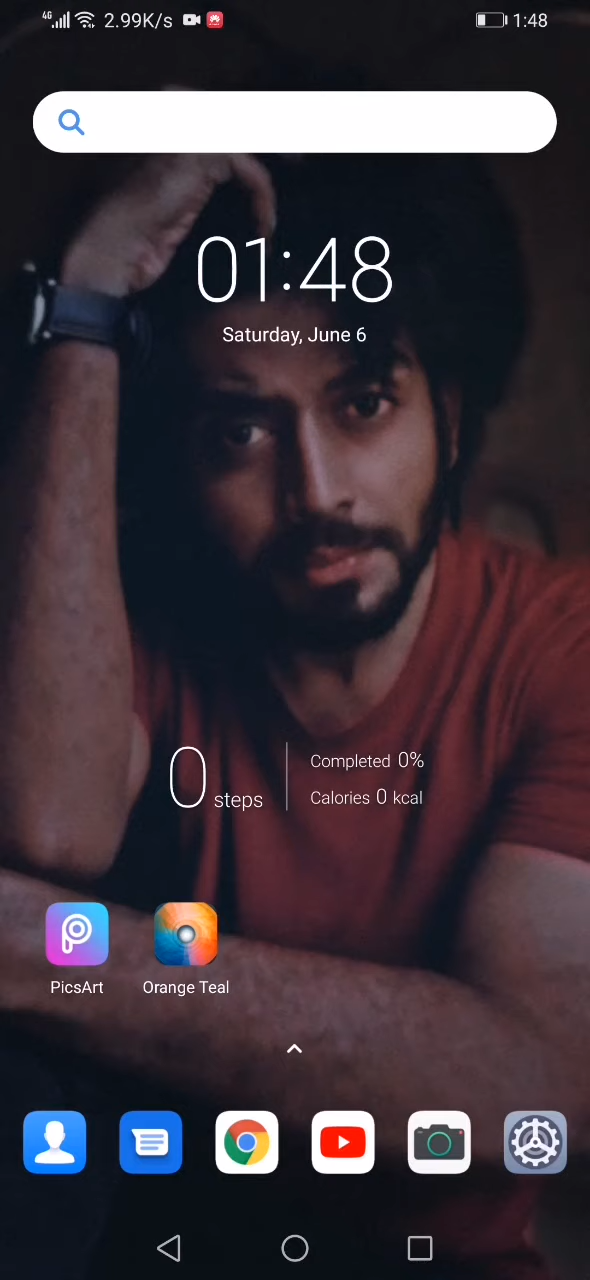 4G 2.99K/s 1:48
01:48
Saturday, June 6
0 steps
Completed 0%
Calories 0 kcal
PicsArt Orange Teal